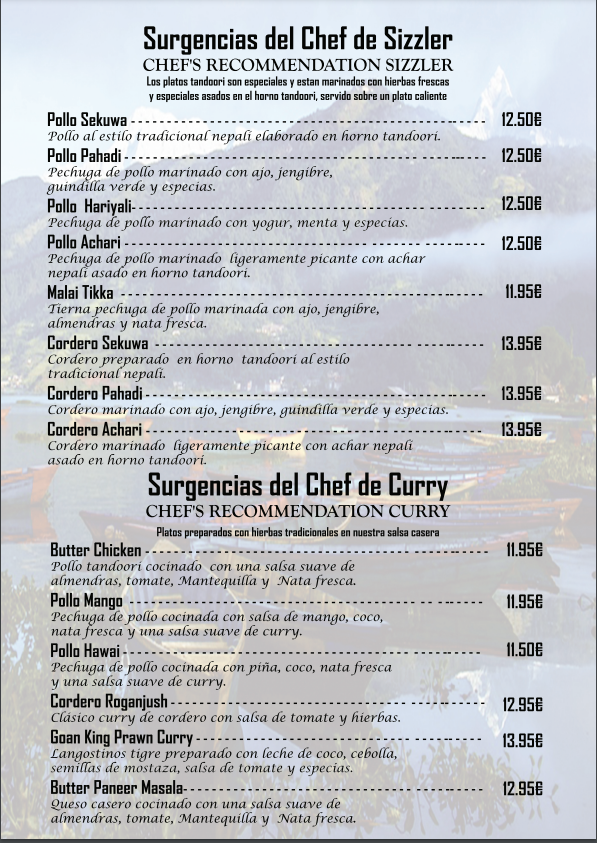 Surgencias del Chef de Sizzler
CHEF'S RECOMMENDATION SIZZLER
Los platos tandoori son especiales y estan marinados con hierbas frescas
y especiales asados en el horno tandoori, servido sobre un plato caliente
Pollo Sekuwa 12.50€
Pollo al estilo tradicional nepali elaborado en horno tandoori.
Pollo Pahadi 12.50€
Pechuga de pollo marinado con ajo, jengibre,
guindilla verde y especias.
Pollo Hariyali 12.50€
Pechuga de pollo marinado con yogur, menta y especias.
Pollo Achari 12.50€
Pechuga de pollo marinado ligeramente picante con achar
nepali asado en horno tandoori.
Malai Tikka 11.95€
Tierna pechuga de pollo marinada con ajo, jengibre,
almendras y nata fresca.
Cordero Sekuwa 13.95€
Cordero preparado en horno tandoori al estilo
tradicional nepali.
Cordero Pahadi 13.95€
Cordero marinado con ajo, jengibre, guindilla verde y especias.
Cordero Achari 13.95€
Cordero marinado ligeramente picante con achar nepali
asado en horno tandoori.
Surgencias del Chef de Curry
CHEF'S RECOMMENDATION CURRY
Platos preparados con hierbas tradicionales en nuestra salsa casera
Butter Chicken 11.95€
Pollo tandoori cocinado con una salsa suave de
almendras, tomate, Mantequilla y Nata fresca.
Pollo Mango 11.95€
Pechuga de pollo cocinada con salsa de mango, coco,
nata fresca y una salsa suave de curry.
Pollo Hawai 11.50€
Pechuga de pollo cocinada con piña, coco, nata fresca
y una salsa suave de curry.
Cordero Roganjush 12.95€
Clásico curry de cordero con salsa de tomate y hierbas.
Goan King Prawn Curry 13.95€
Langostinos tigre preparado con leche de coco, cebolla,
semillas de mostaza, salsa de tomate y especias.
Butter Paneer Masala 12.95€
Queso casero cocinado con una salsa suave de
almendras, tomate, Mantequilla y Nata fresca.